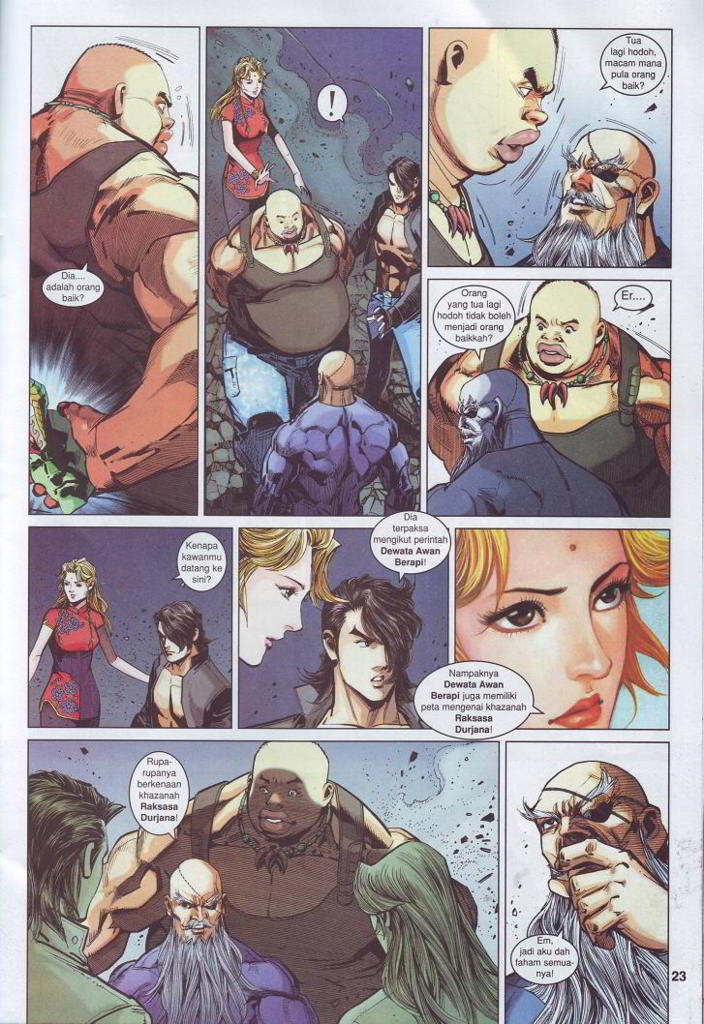 Dia....
adalah orang
baik?
!
Tua
lagi hodoh,
macam mana
pula orang
baik?
Orang
yang tua lagi
hodoh tidak boleh
menjadi orang
baikkah?
Er....
Kenapa
kawanmu
datang ke
sini?
Dia
terpaksa
mengikut perintah
Dewata Awan
Berapi!
Nampaknya
Dewata Awan
Berapi juga memiliki
peta mengenai khazanah
Raksasa
Durjana!
Rupa-
rupanya
berkenaan
khazanah
Raksasa
Durjana!
Em,
jadi aku dah
faham semua-
nya!
23